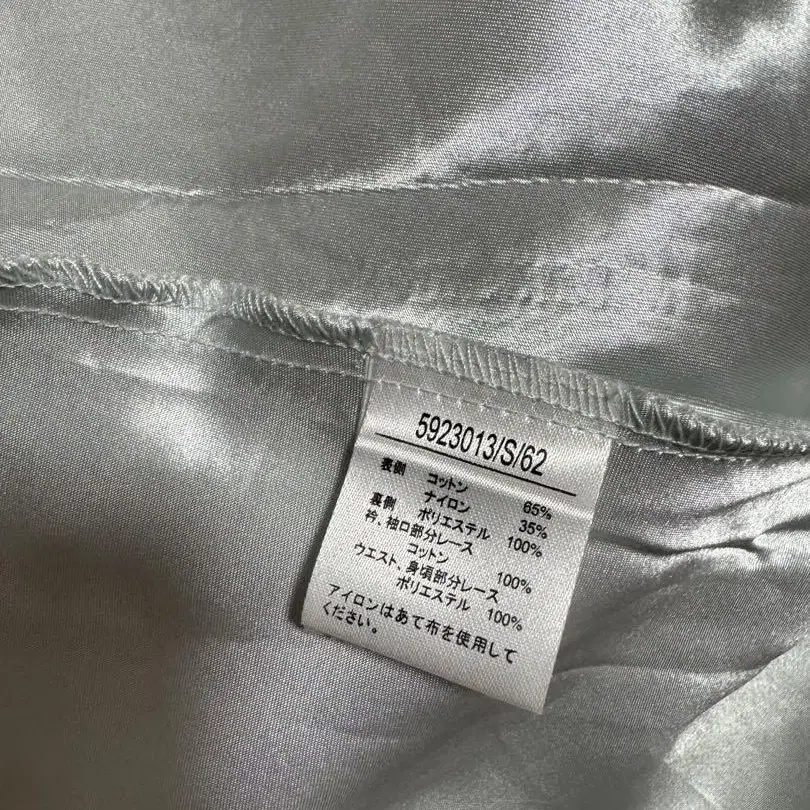 5923013/S/62
表側 コットン 65%
ナイロン 35%
裏側 ポリエステル 100%
衿、袖口部分レース
コットン 100%
ウエスト、身頃部分レース
ポリエステル 100%
アイロンはあて布を使用して
ください。